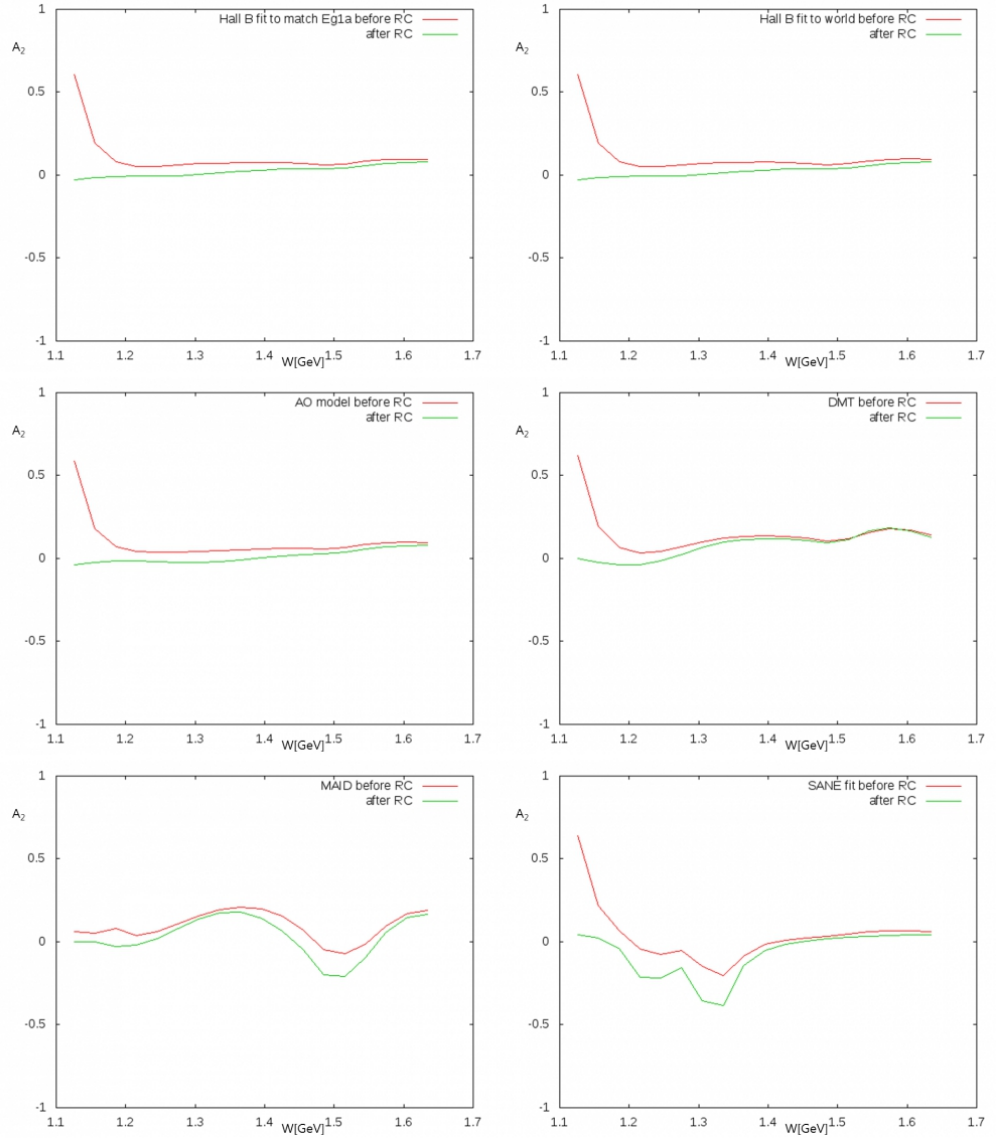 1
Hall B fit to match Eg1a before RC
after RC
A2
0.5
0
-0.5
-1
1.1 1.2 1.3 1.4 1.5 1.6 1.7
W[GeV]
1
Hall B fit to world before RC
after RC
A2
0.5
0
-0.5
-1
1.1 1.2 1.3 1.4 1.5 1.6 1.7
W[GeV]
1
AO model before RC
after RC
A2
0.5
0
-0.5
-1
1.1 1.2 1.3 1.4 1.5 1.6 1.7
W[GeV]
1
DMT before RC
after RC
A2
0.5
0
-0.5
-1
1.1 1.2 1.3 1.4 1.5 1.6 1.7
W[GeV]
1
MAID before RC
after RC
A2
0.5
0
-0.5
-1
1.1 1.2 1.3 1.4 1.5 1.6 1.7
W[GeV]
1
SANE fit before RC
after RC
A2
0.5
0
-0.5
-1
1.1 1.2 1.3 1.4 1.5 1.6 1.7
W[GeV]